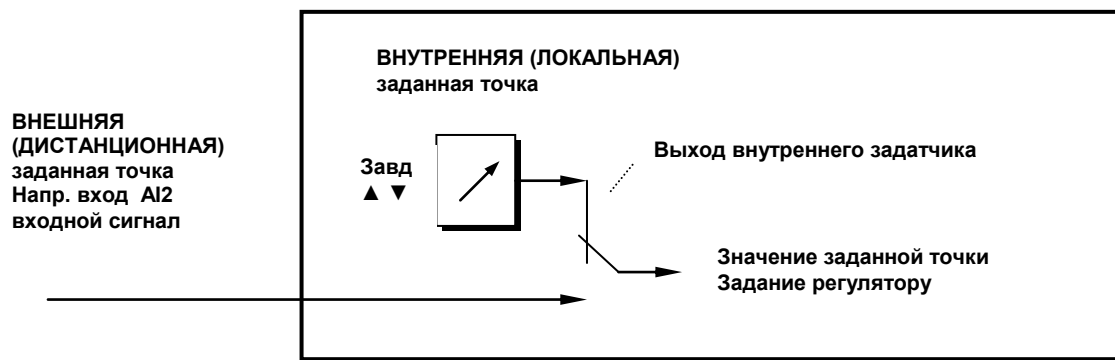 ВНУТРЕННЯЯ (ЛОКАЛЬНАЯ)
заданная точка
ВНЕШНЯЯ
(ДИСТАНЦИОННАЯ)
заданная точка
Напр. вход AI2
входной сигнал
Завд
▲ ▼
Выход внутреннего задатчика
Значение заданной точки
Задание регулятору